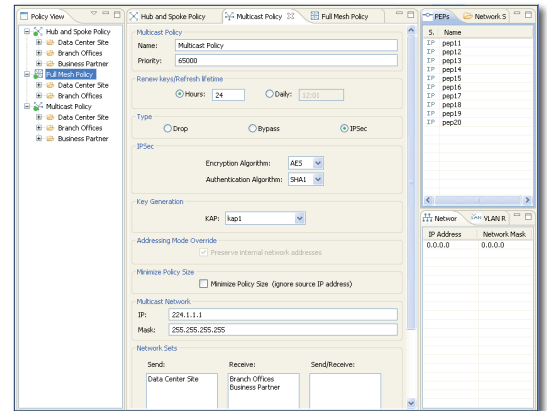 Policy View
Hub and Spoke Policy
Data Center Site
Branch Offices
Business Partner
Full Mesh Policy
Data Center Site
Branch Offices
Multicast Policy
Data Center Site
Branch Offices
Business Partner
Hub and Spoke Policy Multicast Policy Full Mesh Policy
Multicast Policy
Name: Multicast Policy
Priority: 65000
Renew keys/Refresh lifetime
Hours: 24 Daily: 12:01
Type
Drop Bypass IPSec
IPSec
Encryption Algorithm: AES
Authentication Algorithm: SHA1
Key Generation
KAP: kap1
Addressing Mode Override
Preserve internal network addresses
Minimize Policy Size
Minimize Policy Size (ignore source IP address)
Multicast Network
IP: 224.1.1.1
Mask: 255.255.255.255
Network Sets
Send: Receive: Send/Receive:
Data Center Site Branch Offices
Business Partner
PEPs Network S
S. Name
IP pep11
IP pep12
IP pep13
IP pep14
IP pep15
IP pep16
IP pep17
IP pep18
IP pep19
IP pep20
Networ VLAN R
IP Address Network Mask
0.0.0.0 0.0.0.0